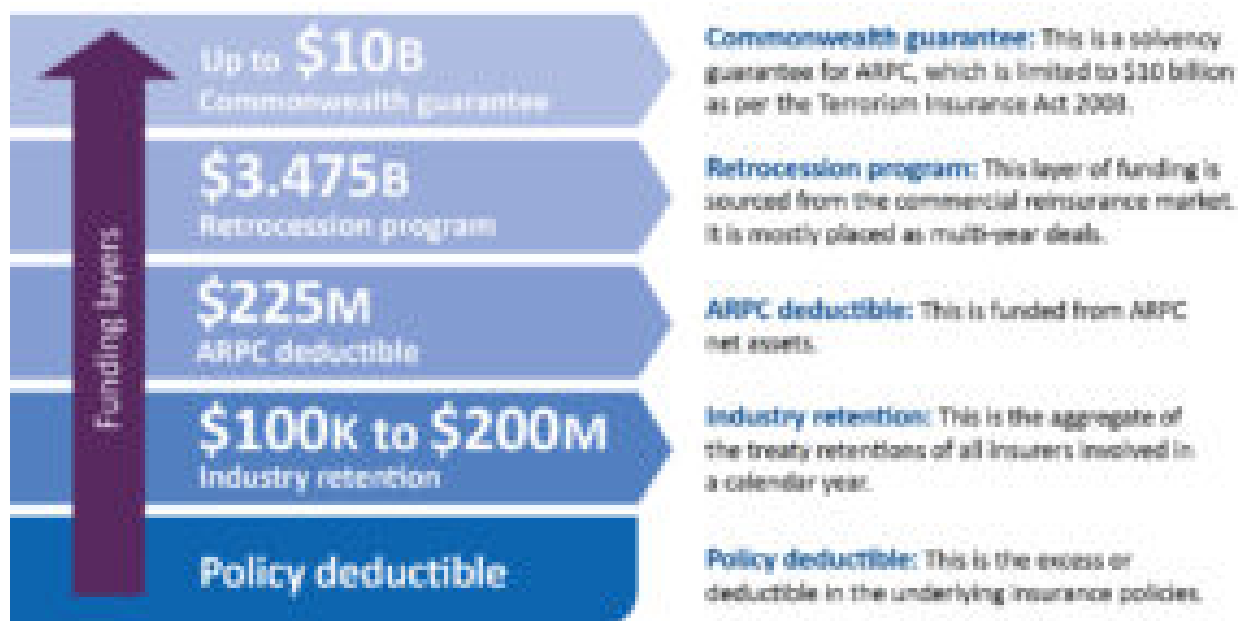 Up to $10B
Commonwealth guarantee
Commonwealth guarantee: This is a solvency
guarantee for ARPC, which is limited to $10 billion
as per the Terrorism Insurance Act 2003.
$3.475B
Retrocession program
Retrocession program: This layer of funding is
sourced from the commercial reinsurance market.
It is mostly placed as multi-year deals.
$225M
ARPC deductible
ARPC deductible: This is funded from ARPC
net assets.
$100K to $200M
Industry retention
Industry retention: This is the aggregate of
the treaty retentions of all insurers involved in
a calendar year.
Policy deductible
Policy deductible: This is the excess or
deductible in the underlying insurance policies.
Funding layers